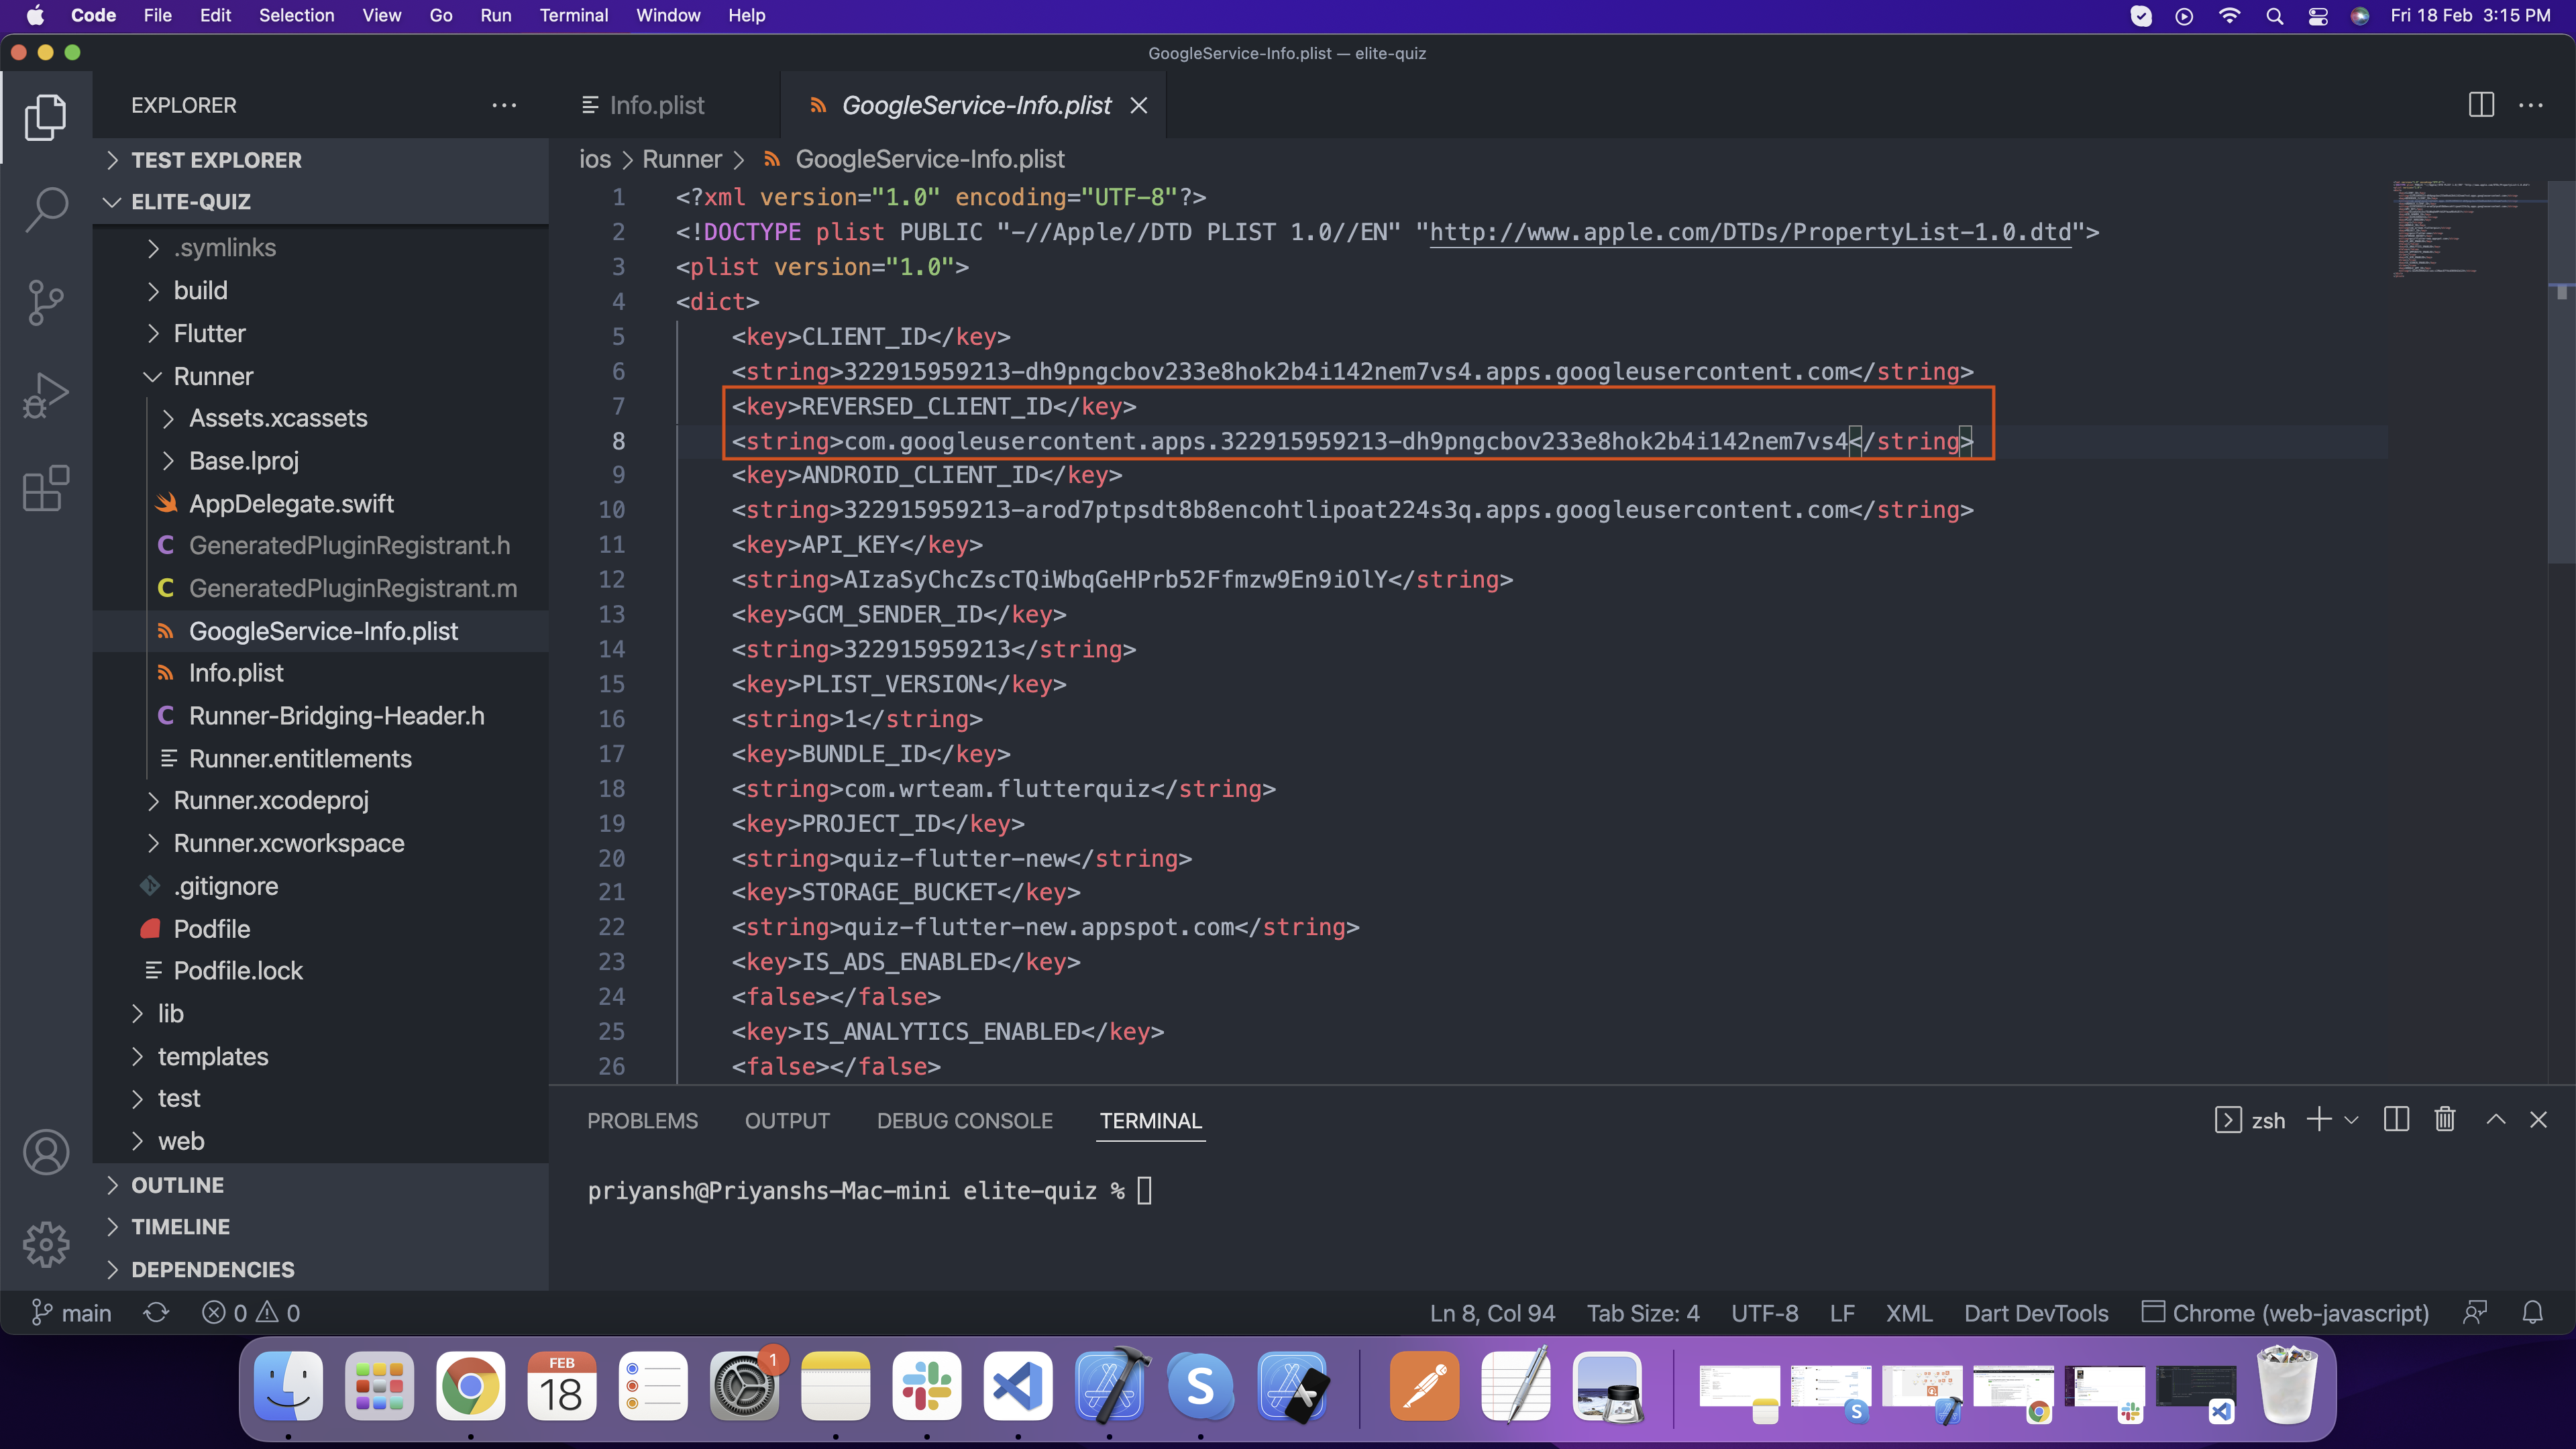 Code File Edit Selection View Go Run Terminal Window Help
Fri 18 Feb 3:15 PM
GoogleService-Info.plist — elite-quiz
EXPLORER
Info.plist
GoogleService-Info.plist
TEST EXPLORER
ELITE-QUIZ
.symlinks
build
Flutter
Runner
Assets.xcassets
Base.lproj
AppDelegate.swift
C GeneratedPluginRegistrant.h
C GeneratedPluginRegistrant.m
GoogleService-Info.plist
Info.plist
C Runner-Bridging-Header.h
Runner.entitlements
Runner.xcodeproj
Runner.xcworkspace
.gitignore
Podfile
Podfile.lock
lib
templates
test
web
OUTLINE
TIMELINE
DEPENDENCIES
ios > Runner > GoogleService-Info.plist
1 <?xml version="1.0" encoding="UTF-8"?>
2 <!DOCTYPE plist PUBLIC "-//Apple//DTD PLIST 1.0//EN" "http://www.apple.com/DTDs/PropertyList-1.0.dtd">
3 <plist version="1.0">
4 <dict>
5 <key>CLIENT_ID</key>
6 <string>322915959213-dh9pngcbov233e8hok2b4i142nem7vs4.apps.googleusercontent.com</string>
7 <key>REVERSED_CLIENT_ID</key>
8 <string>com.googleusercontent.apps.322915959213-dh9pngcbov233e8hok2b4i142nem7vs4</string>
9 <key>ANDROID_CLIENT_ID</key>
10 <string>322915959213-arod7ptpsdt8b8encohtlipoat224s3q.apps.googleusercontent.com</string>
11 <key>API_KEY</key>
12 <string>AIzaSyChcZscTQiWbqGeHPrb52Ffmzw9En9iOlY</string>
13 <key>GCM_SENDER_ID</key>
14 <string>322915959213</string>
15 <key>PLIST_VERSION</key>
16 <string>1</string>
17 <key>BUNDLE_ID</key>
18 <string>com.wrteam.flutterquiz</string>
19 <key>PROJECT_ID</key>
20 <string>quiz-flutter-new</string>
21 <key>STORAGE_BUCKET</key>
22 <string>quiz-flutter-new.appspot.com</string>
23 <key>IS_ADS_ENABLED</key>
24 <false></false>
25 <key>IS_ANALYTICS_ENABLED</key>
26 <false></false>
PROBLEMS OUTPUT DEBUG CONSOLE TERMINAL
zsh
priyansh@Priyanshs-Mac-mini elite-quiz %
main 0 0
Ln 8, Col 94 Tab Size: 4 UTF-8 LF XML Dart DevTools Chrome (web-javascript)
FEB
18
1
S